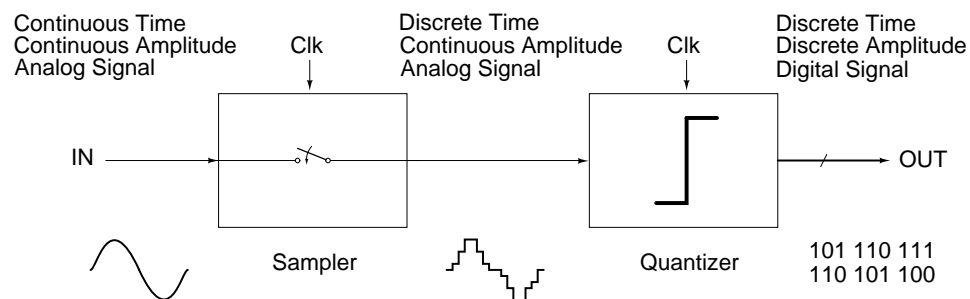 Continuous Time
Continuous Amplitude
Analog Signal
Clk
Discrete Time
Continuous Amplitude
Analog Signal
Clk
Discrete Time
Discrete Amplitude
Digital Signal
IN
OUT
Sampler
Quantizer
101 110 111
110 101 100